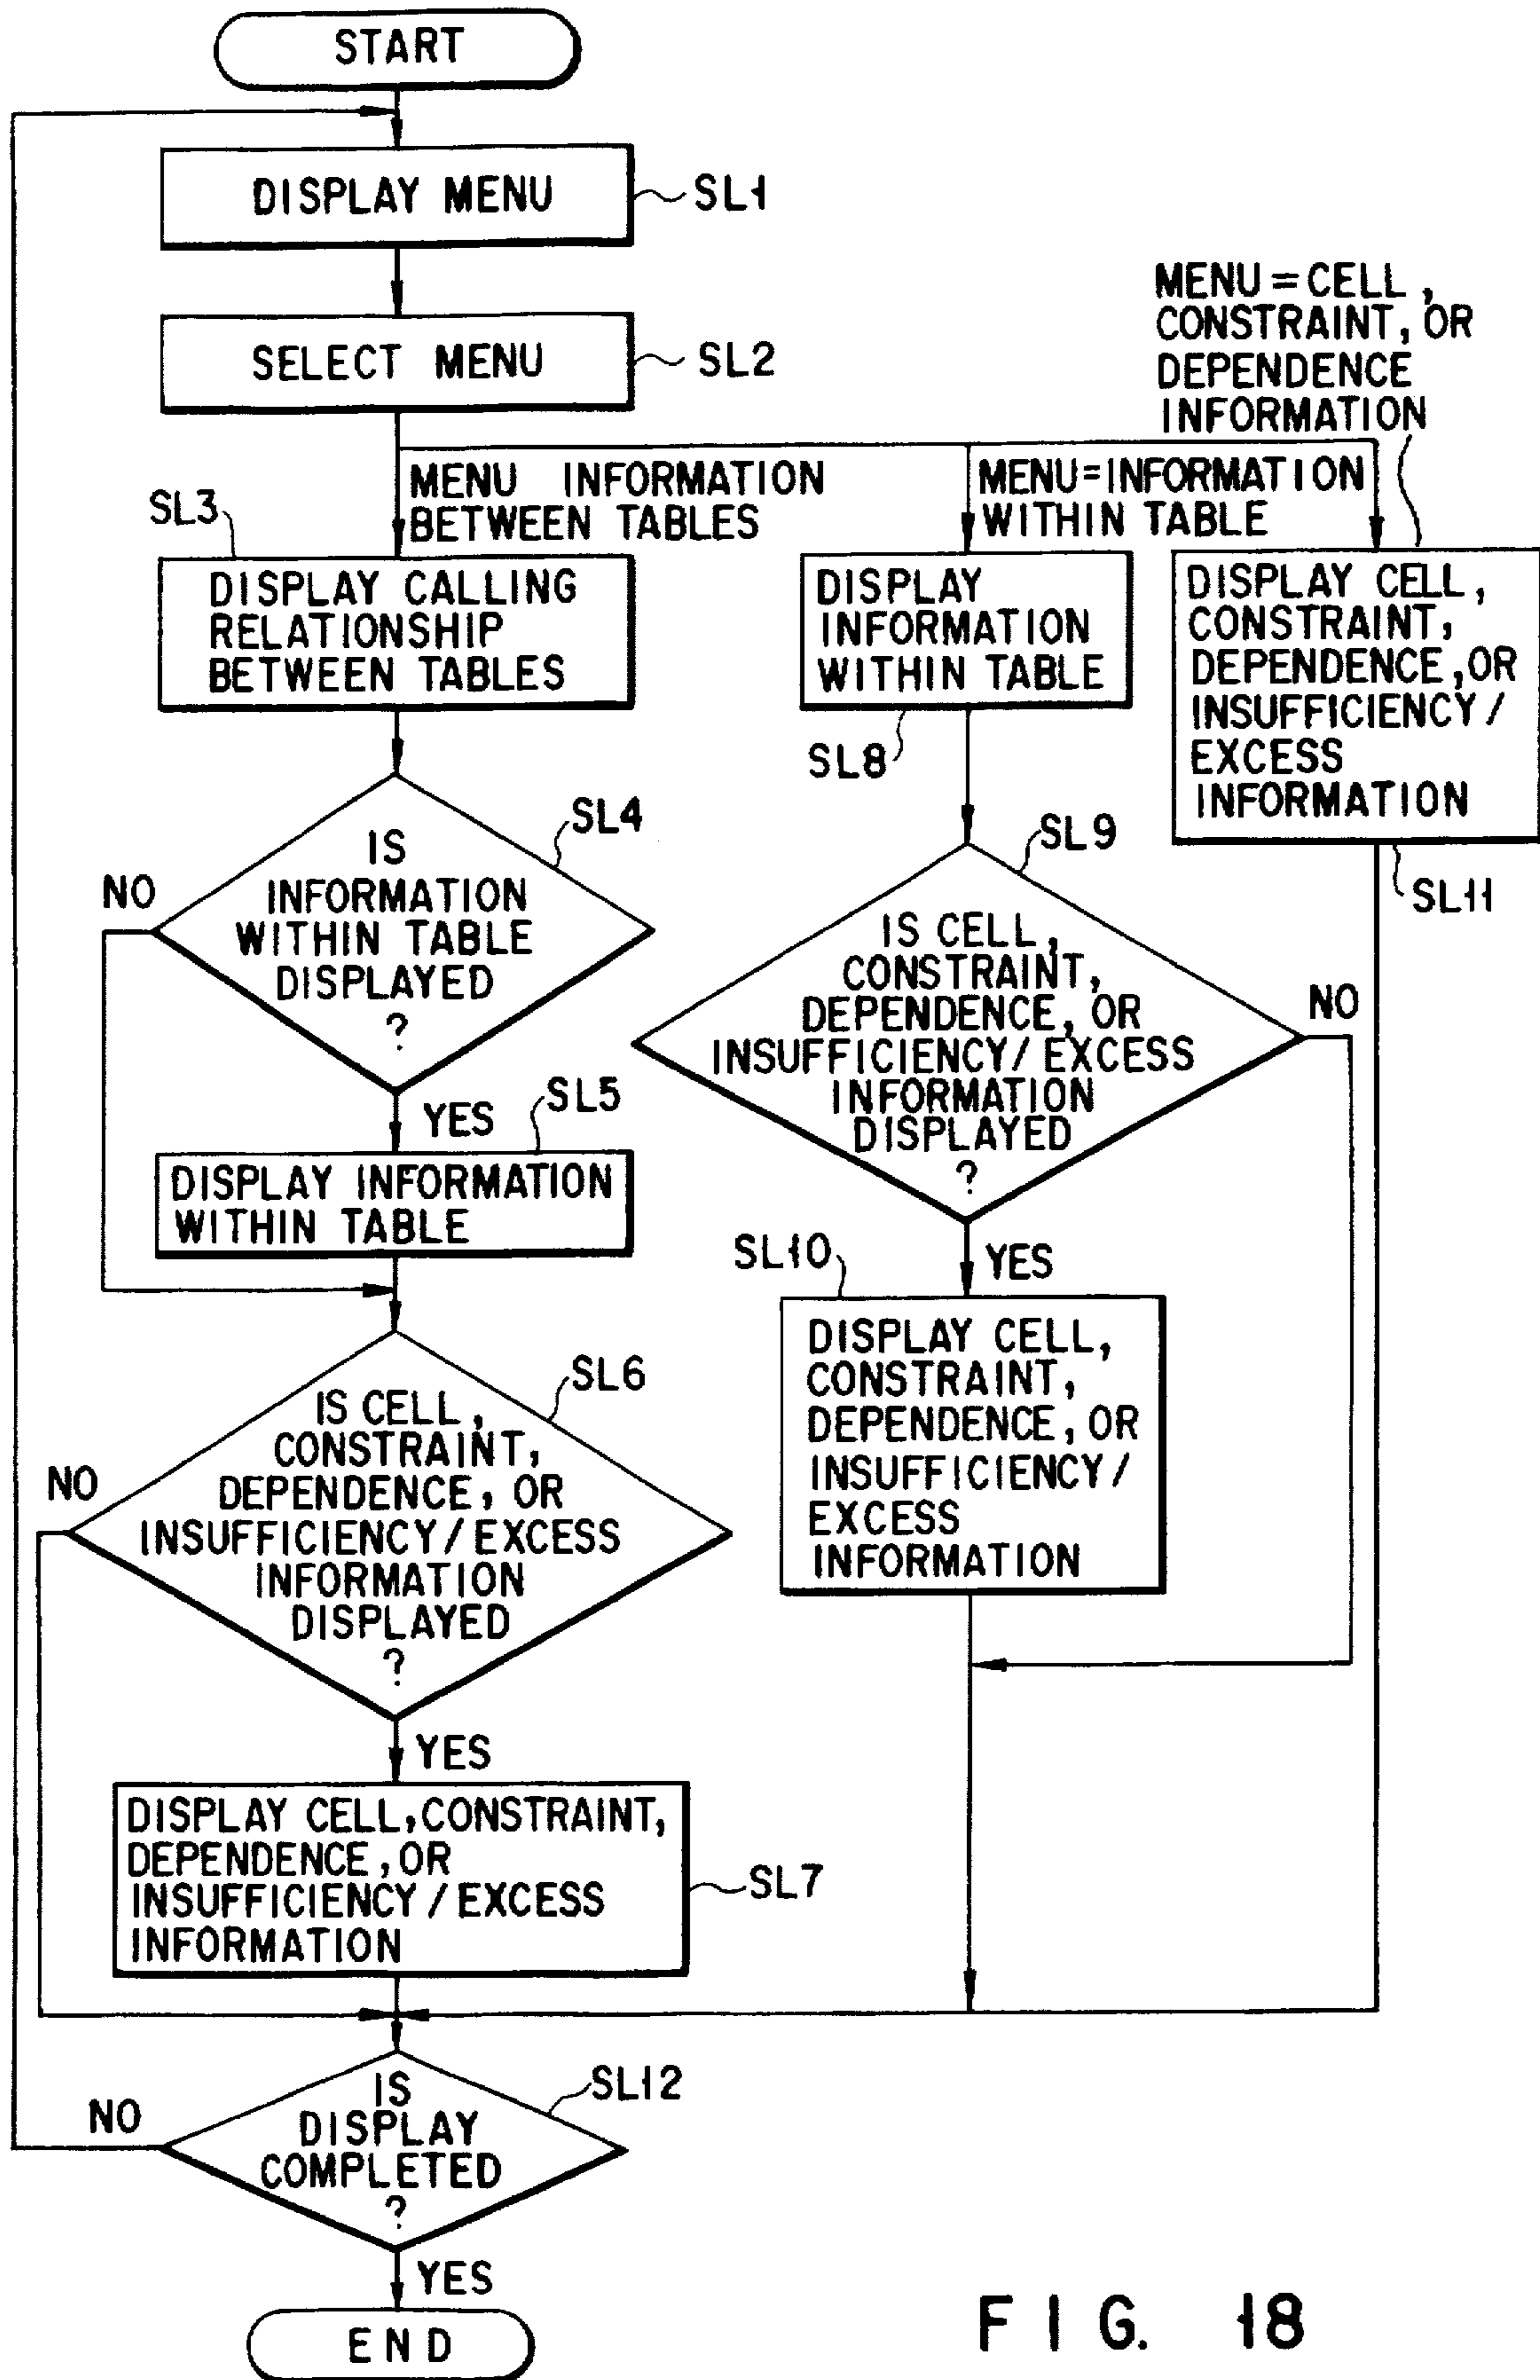 START
DISPLAY MENU
SL1
SELECT MENU
SL2
MENU = CELL,
CONSTRAINT, OR
DEPENDENCE
INFORMATION
MENU INFORMATION
BETWEEN TABLES
MENU=INFORMATION
WITHIN TABLE
SL3
DISPLAY CALLING
RELATIONSHIP
BETWEEN TABLES
DISPLAY
INFORMATION
WITHIN TABLE
SL8
DISPLAY CELL,
CONSTRAINT,
DEPENDENCE, OR
INSUFFICIENCY/
EXCESS
INFORMATION
SL11
SL4
IS
INFORMATION
WITHIN TABLE
DISPLAYED
?
NO
YES
SL5
DISPLAY INFORMATION
WITHIN TABLE
SL9
IS CELL,
CONSTRAINT,
DEPENDENCE, OR
INSUFFICIENCY/EXCESS
INFORMATION
DISPLAYED
?
NO
YES
SL10
DISPLAY CELL,
CONSTRAINT,
DEPENDENCE, OR
INSUFFICIENCY/
EXCESS
INFORMATION
SL6
IS CELL,
CONSTRAINT,
DEPENDENCE, OR
INSUFFICIENCY/EXCESS
INFORMATION
DISPLAYED
?
NO
YES
DISPLAY CELL, CONSTRAINT,
DEPENDENCE, OR
INSUFFICIENCY/EXCESS
INFORMATION
SL7
SL12
IS
DISPLAY
COMPLETED
?
NO
YES
END
FIG. 18